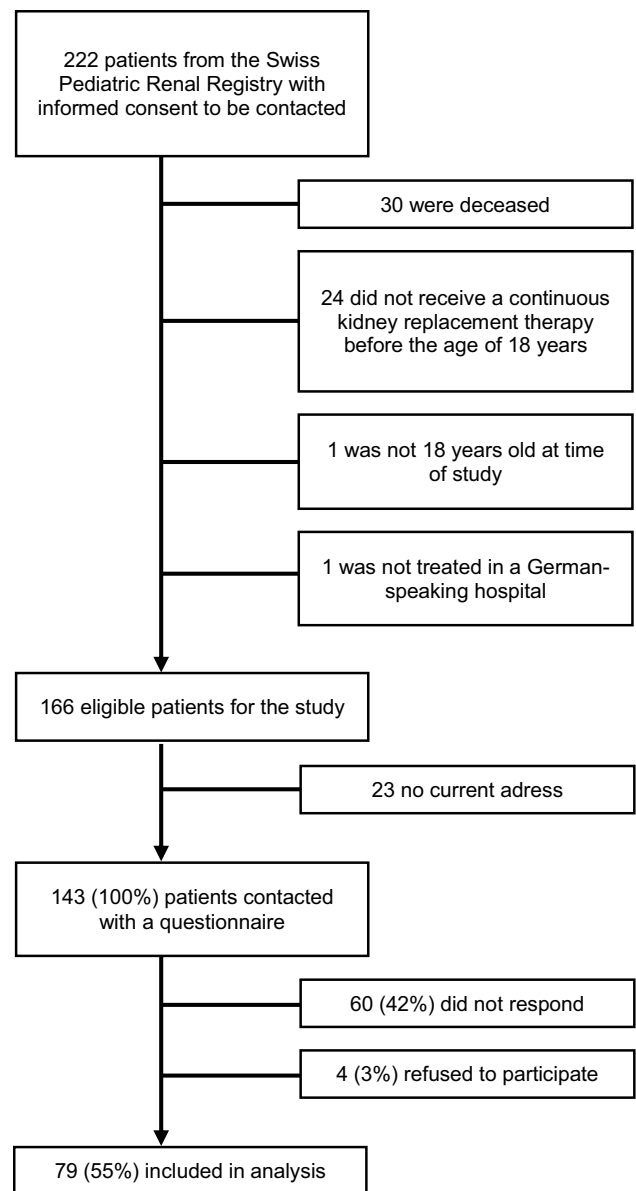 222 patients from the Swiss
Pediatric Renal Registry with
informed consent to be contacted
30 were deceased
24 did not receive a continuous
kidney replacement therapy
before the age of 18 years
1 was not 18 years old at time
of study
1 was not treated in a German-
speaking hospital
166 eligible patients for the study
23 no current adress
143 (100%) patients contacted
with a questionnaire
60 (42%) did not respond
4 (3%) refused to participate
79 (55%) included in analysis